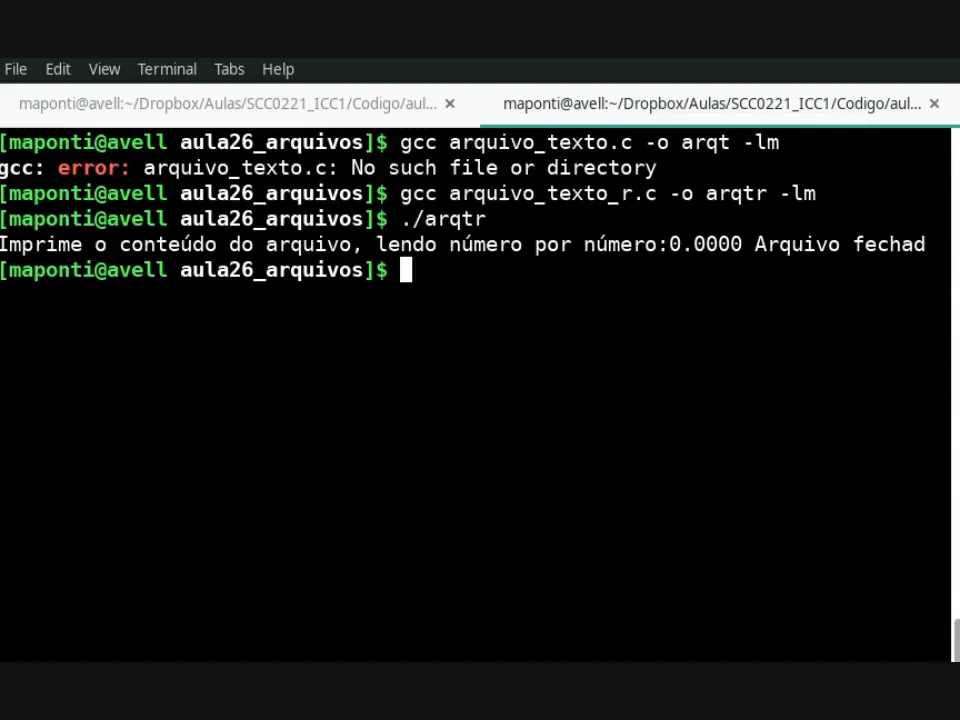 File Edit View Terminal Tabs Help
maponti@avell:~/Dropbox/Aulas/SCC0221_ICC1/Codigo/aul... × maponti@avell:~/Dropbox/Aulas/SCC0221_ICC1/Codigo/aul... ×
[maponti@avell aula26_arquivos]$ gcc arquivo_texto.c -o arqt -lm
gcc: error: arquivo_texto.c: No such file or directory
[maponti@avell aula26_arquivos]$ gcc arquivo_texto_r.c -o arqtr -lm
[maponti@avell aula26_arquivos]$ ./arqtr
Imprime o conteúdo do arquivo, lendo número por número:0.0000 Arquivo fechad
[maponti@avell aula26_arquivos]$